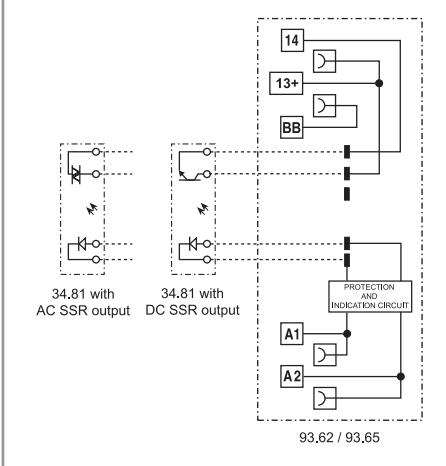 14
13+
BB
34.81 with
AC SSR output
34.81 with
DC SSR output
PROTECTION
AND
INDICATION CIRCUIT
A1
A2
93.62 / 93.65